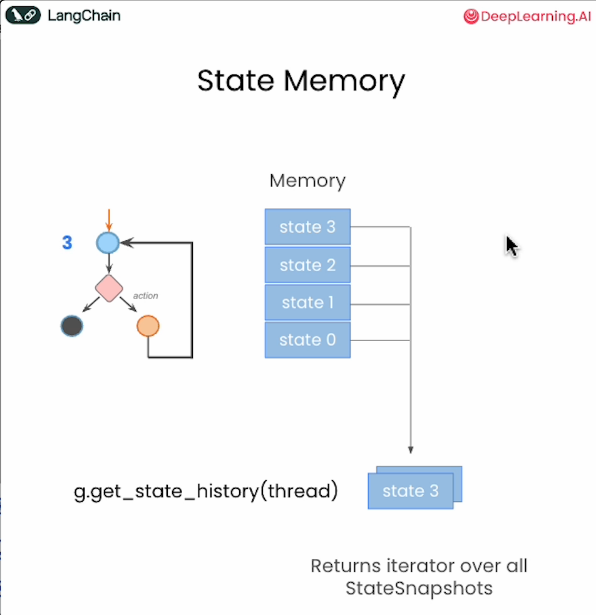 LangChain
DeepLearning.AI
State Memory
Memory
state 3
state 2
state 1
state 0
3
action
g.get_state_history(thread)
state 3
Returns iterator over all
StateSnapshots